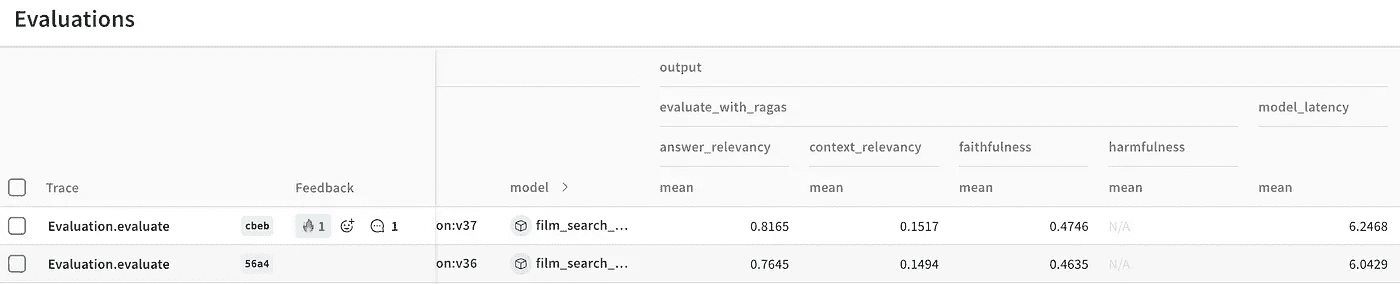 Evaluations
output
evaluate_with_ragas model_latency
answer_relevancy context_relevancy faithfulness harmfulness
Trace Feedback model mean mean mean mean mean
Evaluation.evaluate cbeb 1 1 on:v37 film_search_... 0.8165 0.1517 0.4746 N/A 6.2468
Evaluation.evaluate 56a4 on:v36 film_search_... 0.7645 0.1494 0.4635 N/A 6.0429